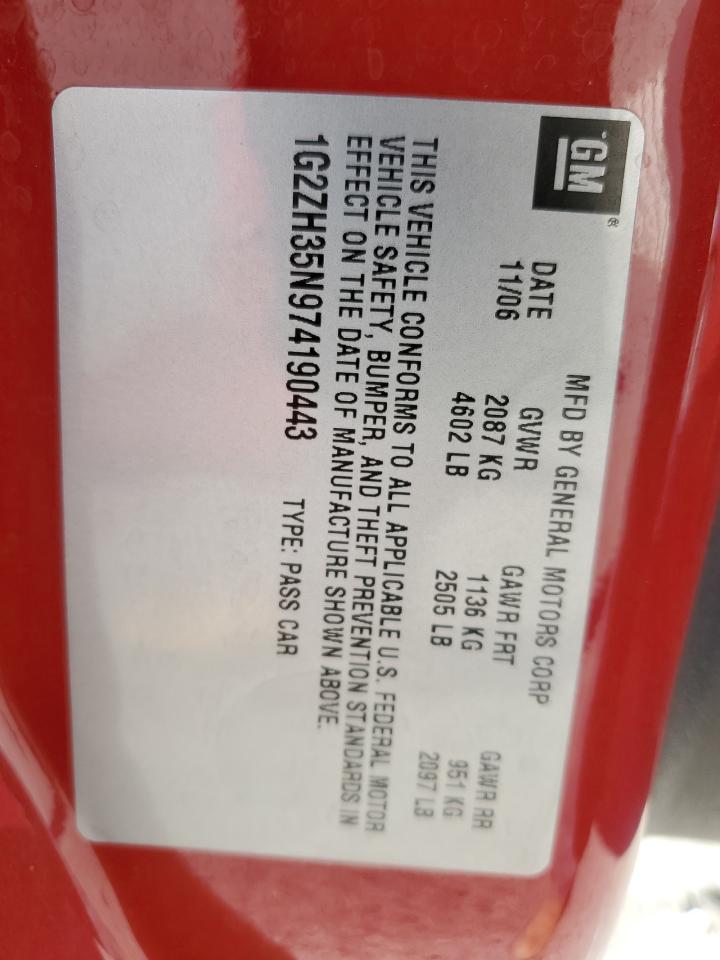 GM®
MFD BY GENERAL MOTORS CORP
DATE GVWR GAWR FRT GAWR RR
11/06 2087 KG 1136 KG 951 KG
4602 LB 2505 LB 2097 LB
THIS VEHICLE CONFORMS TO ALL APPLICABLE U.S. FEDERAL MOTOR
VEHICLE SAFETY, BUMPER, AND THEFT PREVENTION STANDARDS IN
EFFECT ON THE DATE OF MANUFACTURE SHOWN ABOVE.
1G2ZH35N974190443 TYPE: PASS CAR